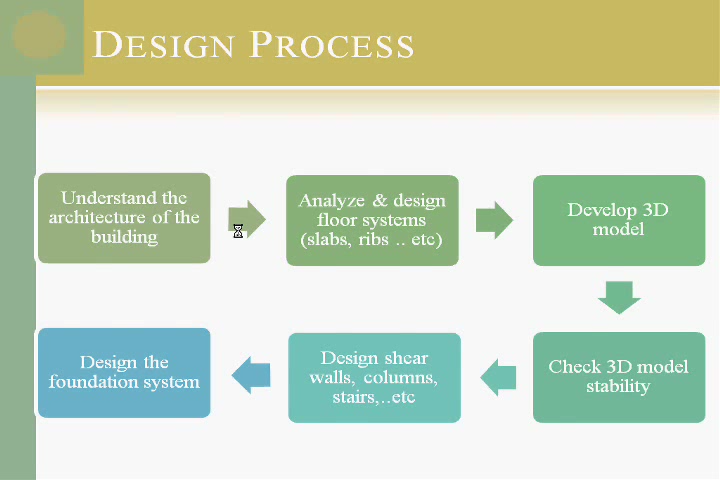 DESIGN PROCESS
Understand the
architecture of the
building
Analyze & design
floor systems
(slabs, ribs .. etc)
Develop 3D
model
Check 3D model
stability
Design shear
walls, columns,
stairs,..etc
Design the
foundation system